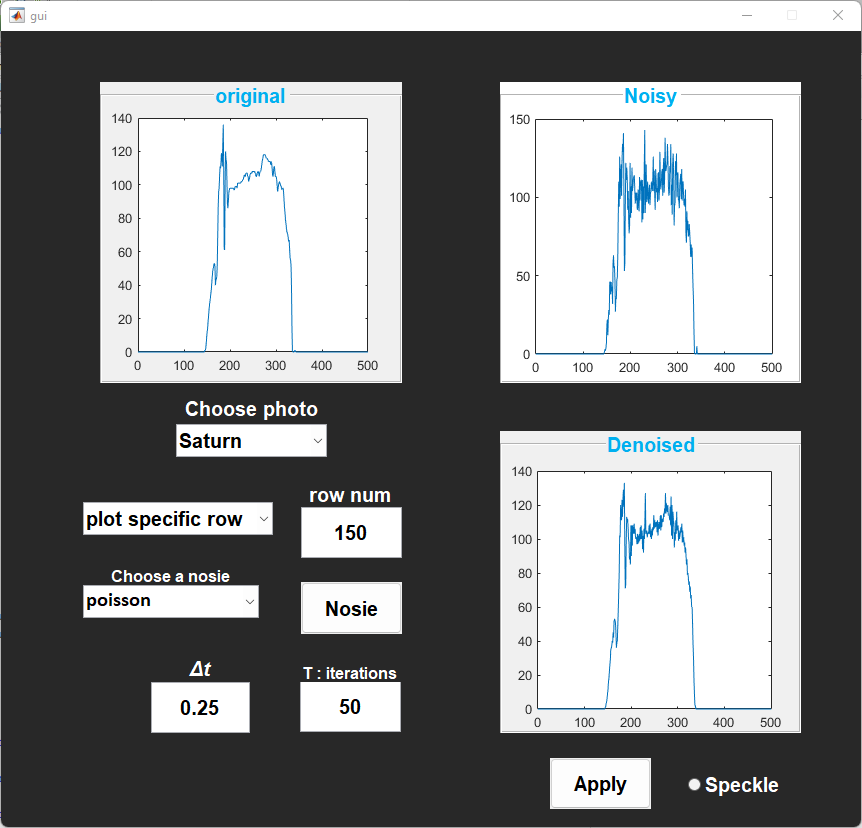 gui
original
140
120
100
80
60
40
20
0
0 100 200 300 400 500
Noisy
150
100
50
0
0 100 200 300 400 500
Choose photo
Saturn
plot specific row
row num
150
Choose a nosie
poisson
Nosie
Δt
0.25
T : iterations
50
Denoised
140
120
100
80
60
40
20
0
0 100 200 300 400 500
Apply
Speckle